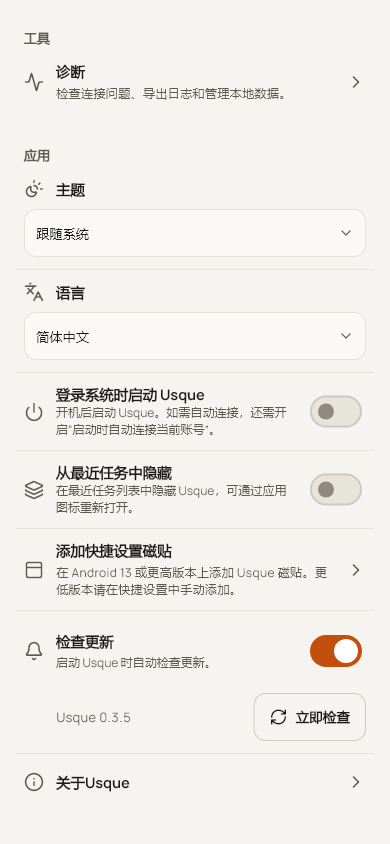 工具
诊断
检查连接问题、导出日志和管理本地数据。
应用
主题
跟随系统
语言
简体中文
登录系统时启动 Usque
开机后启动 Usque。如需自动连接，还需开
启"启动时自动连接当前账号"。
从最近任务中隐藏
在最近任务列表中隐藏 Usque，可通过应用
图标重新打开。
添加快捷设置磁贴
在 Android 13 或更高版本上添加 Usque 磁贴。更
低版本请在快捷设置中手动添加。
检查更新
启动 Usque 时自动检查更新。
Usque 0.3.5
立即检查
关于Usque